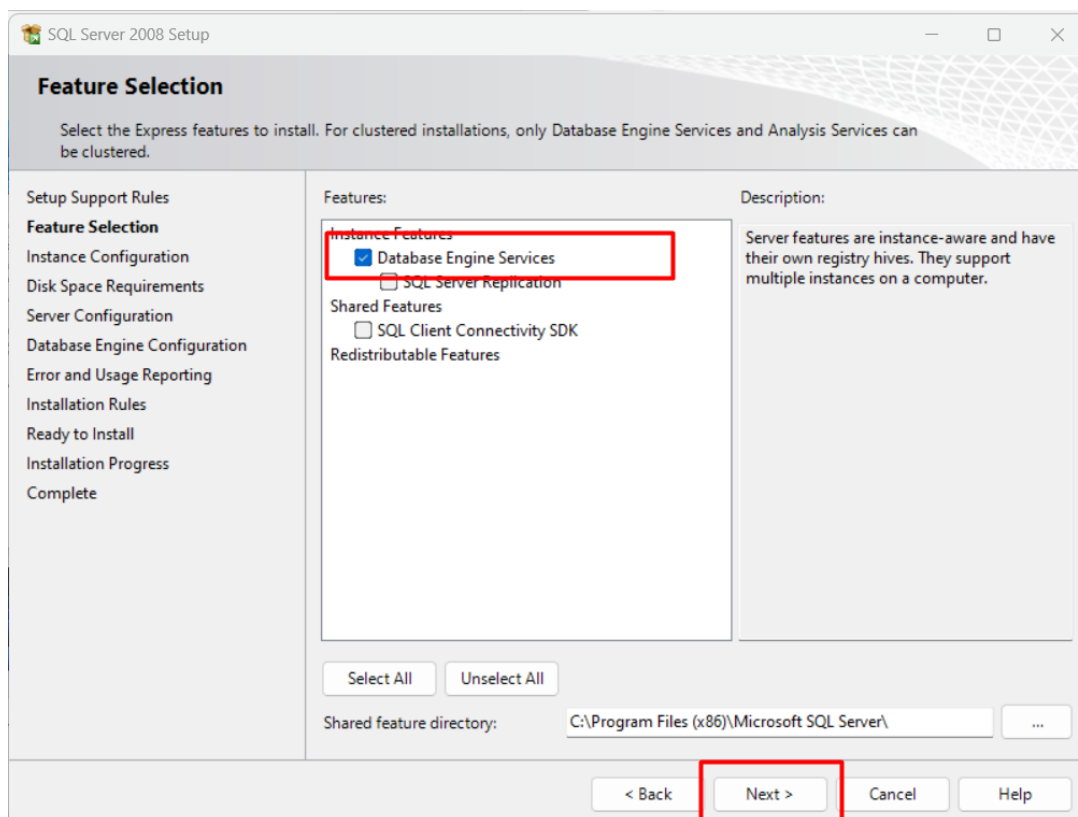 SQL Server 2008 Setup
Feature Selection
Select the Express features to install. For clustered installations, only Database Engine Services and Analysis Services can
be clustered.
Setup Support Rules
Feature Selection
Instance Configuration
Disk Space Requirements
Server Configuration
Database Engine Configuration
Error and Usage Reporting
Installation Rules
Ready to Install
Installation Progress
Complete
Features:
Instance Features
Database Engine Services
SQL Server Replication
Shared Features
SQL Client Connectivity SDK
Redistributable Features
Description:
Server features are instance-aware and have
their own registry hives. They support
multiple instances on a computer.
Select All
Unselect All
Shared feature directory:
C:\Program Files (x86)\Microsoft SQL Server\
...
< Back
Next >
Cancel
Help